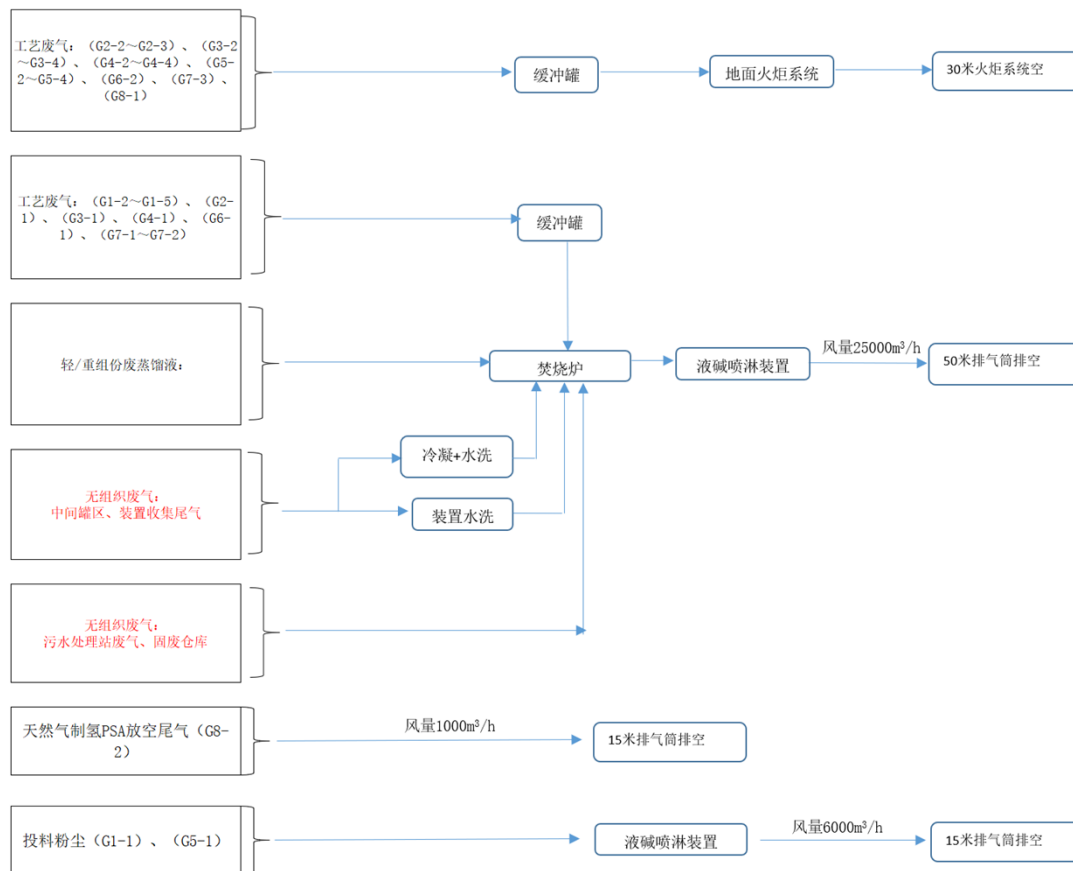 工艺废气：（G2-2～G2-3）、（G3-2
～G3-4）、（G4-2～G4-4）、（G5-
2～G5-4）、（G6-2）、（G7-3）、
（G8-1）
缓冲罐
地面火炬系统
30米火炬系统空
工艺废气：（G1-2～G1-5）、（G2-
1）、（G3-1）、（G4-1）、（G6-
1）、（G7-1～G7-2）
缓冲罐
轻/重组份废蒸馏液：
焚烧炉
液碱喷淋装置
风量25000m³/h
50米排气筒排空
无组织废气：
中间罐区、装置收集尾气
冷凝+水洗
装置水洗
无组织废气：
污水处理站废气、固废仓库
天然气制氢PSA放空尾气（G8-
2）
风量1000m³/h
15米排气筒排空
投料粉尘（G1-1）、（G5-1）
液碱喷淋装置
风量6000m³/h
15米排气筒排空